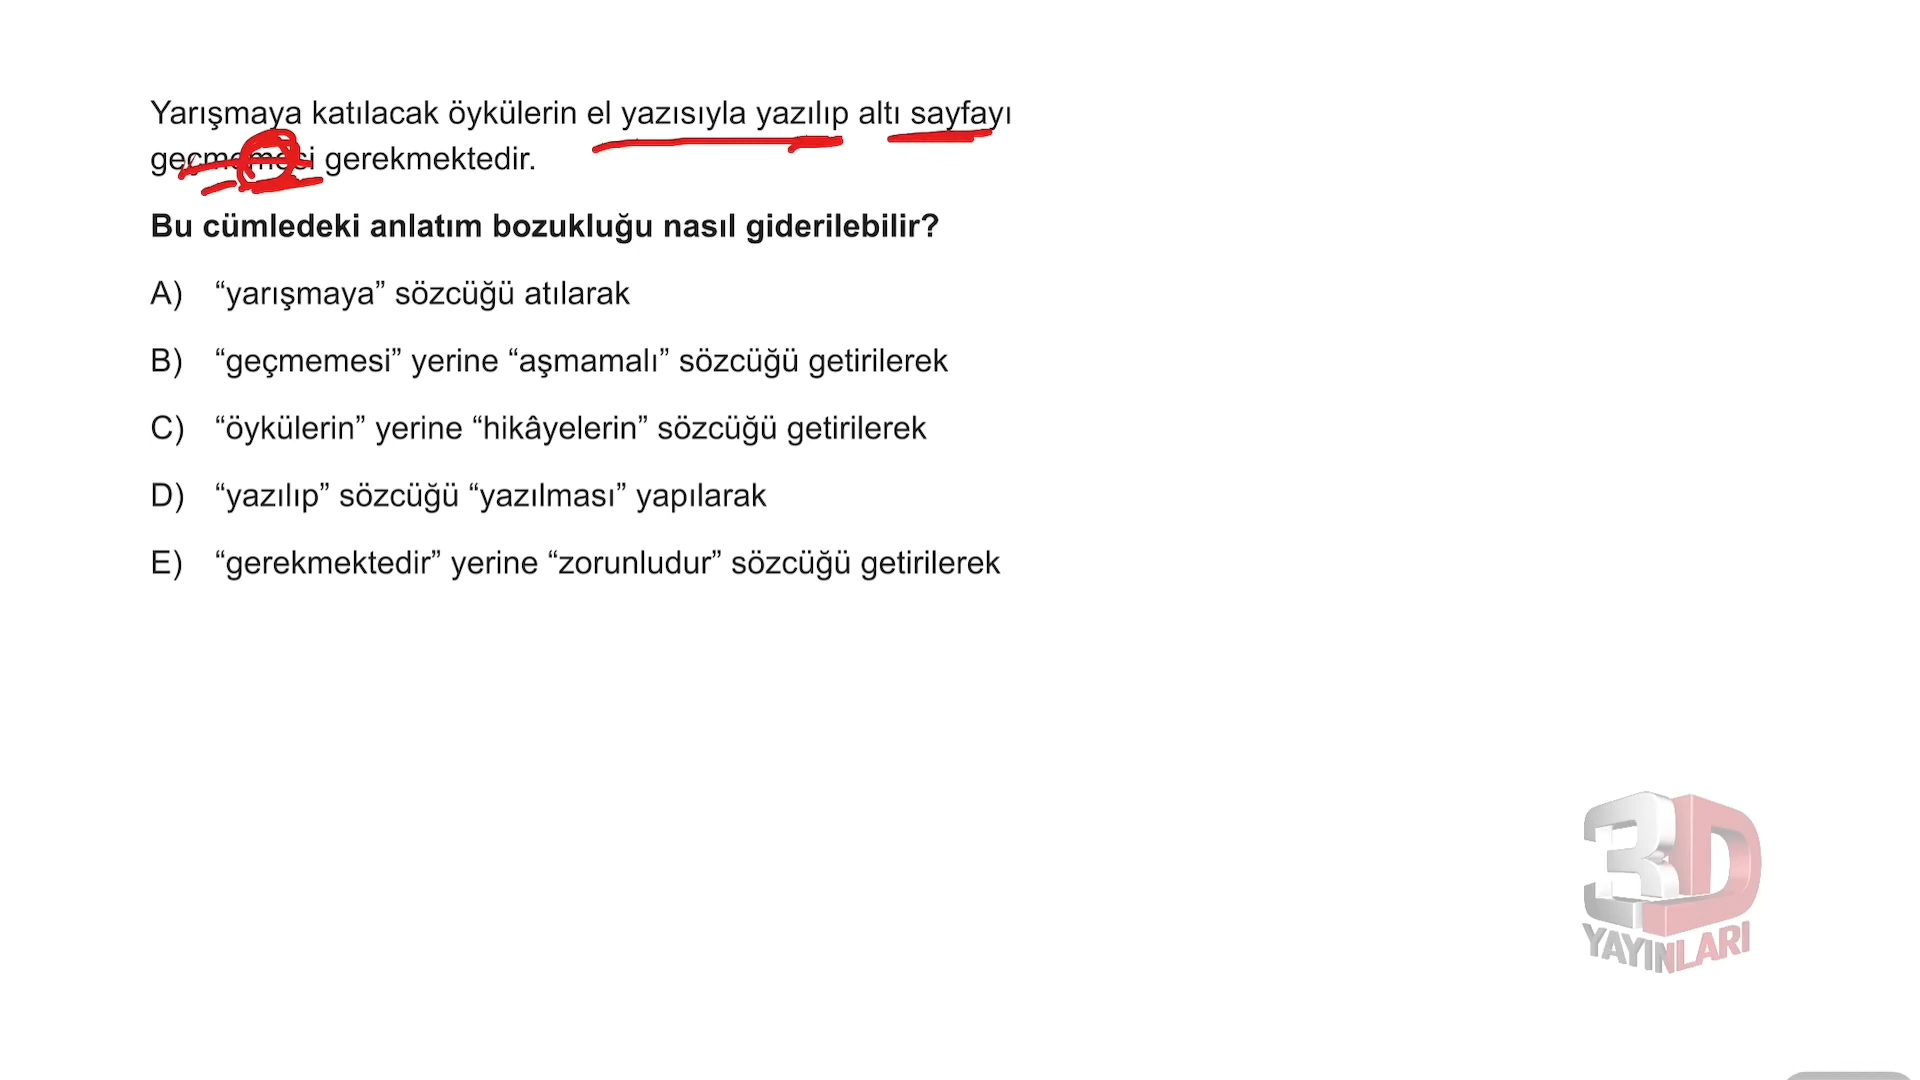 Yarışmaya katılacak öykülerin el yazısıyla yazılıp altı sayfayı
geçmemesi gerekmektedir.
Bu cümledeki anlatım bozukluğu nasıl giderilebilir?
A) “yarışmaya” sözcüğü atılarak
B) “geçmemesi” yerine “aşmamalı” sözcüğü getirilerek
C) “öykülerin” yerine “hikâyelerin” sözcüğü getirilerek
D) “yazılıp” sözcüğü “yazılması” yapılarak
E) “gerekmektedir” yerine “zorunludur” sözcüğü getirilerek
3D
YAYINLARI